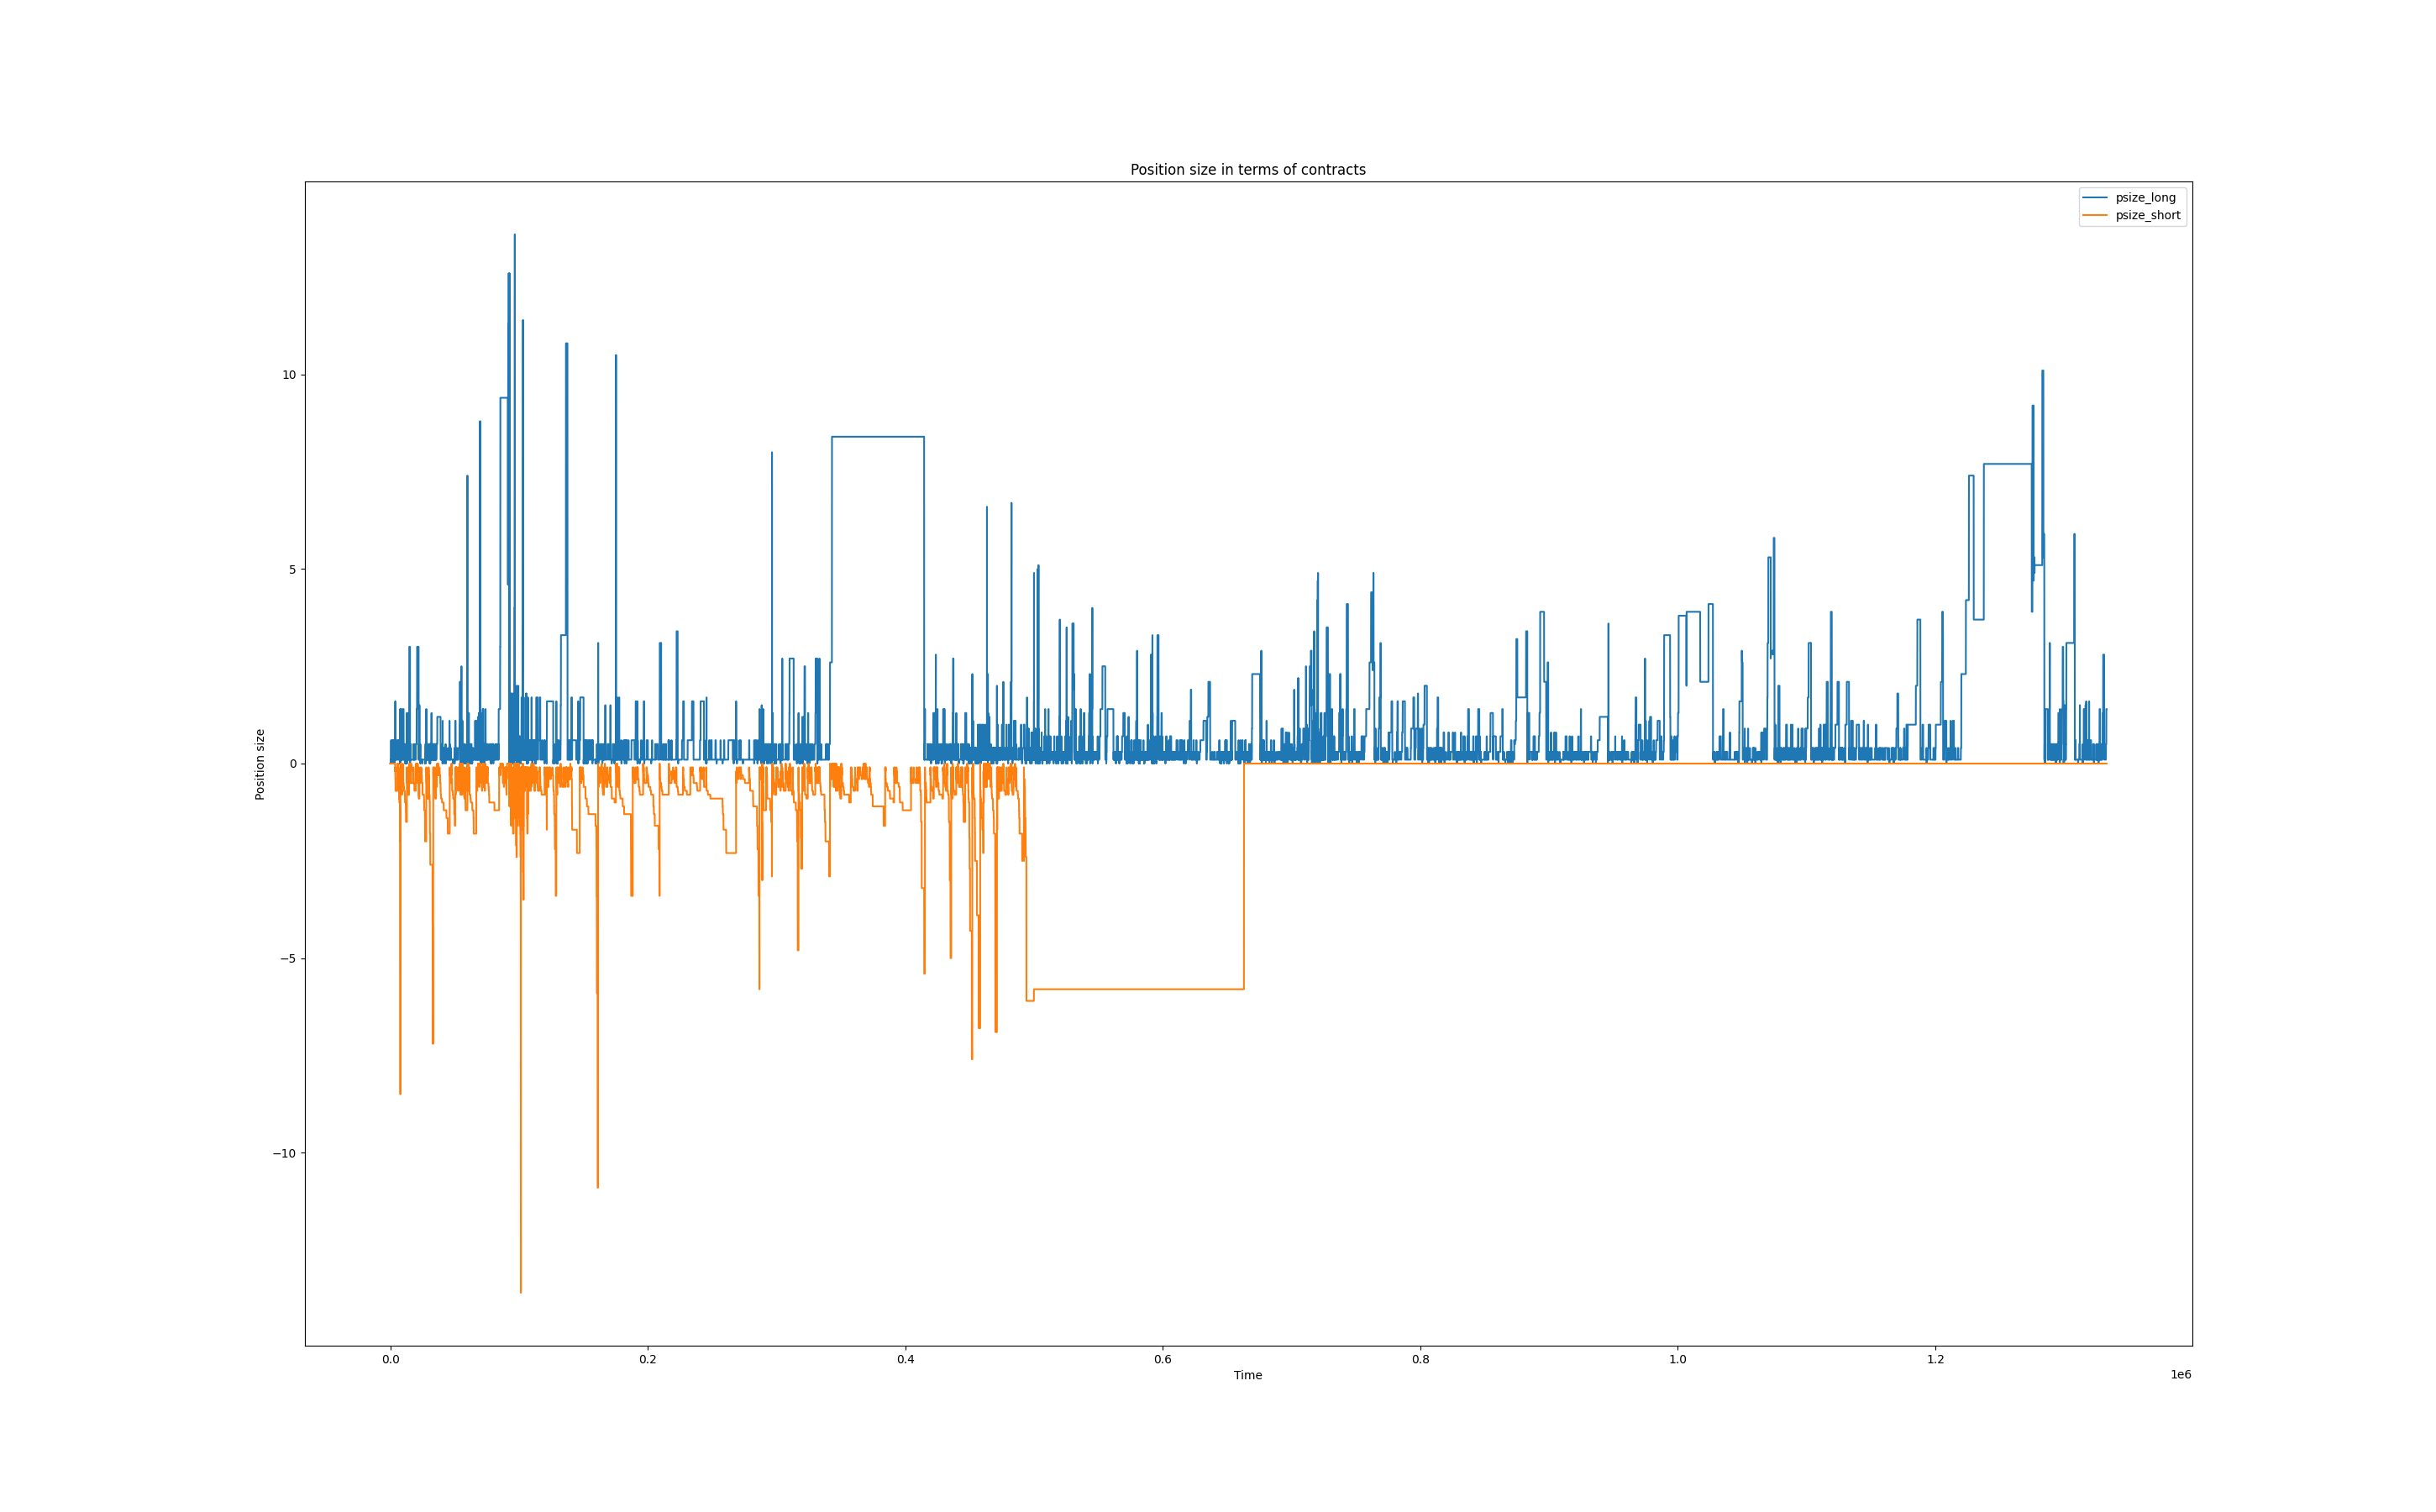 Position size in terms of contracts
psize_long
psize_short
Position size
10
5
0
−5
−10
0.0
0.2
0.4
0.6
0.8
1.0
1.2
Time
1e6